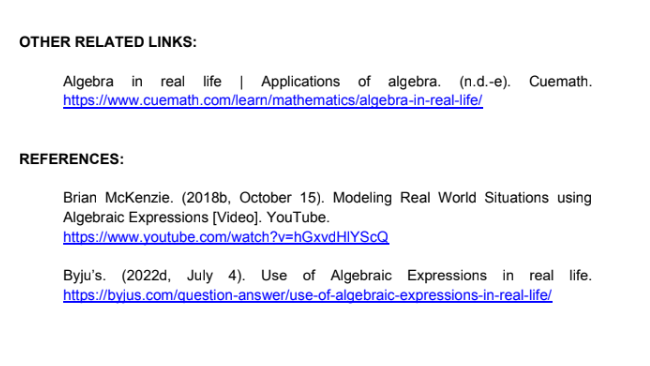 OTHER RELATED LINKS:
Algebra in real life | Applications of algebra. (n.d.-e). Cuemath.
https://www.cuemath.com/learn/mathematics/algebra-in-real-life/
REFERENCES:
Brian McKenzie. (2018b, October 15). Modeling Real World Situations using
Algebraic Expressions [Video]. YouTube.
https://www.youtube.com/watch?v=hGxvdHlYScQ
Byju's. (2022d, July 4). Use of Algebraic Expressions in real life.
https://byjus.com/question-answer/use-of-algebraic-expressions-in-real-life/